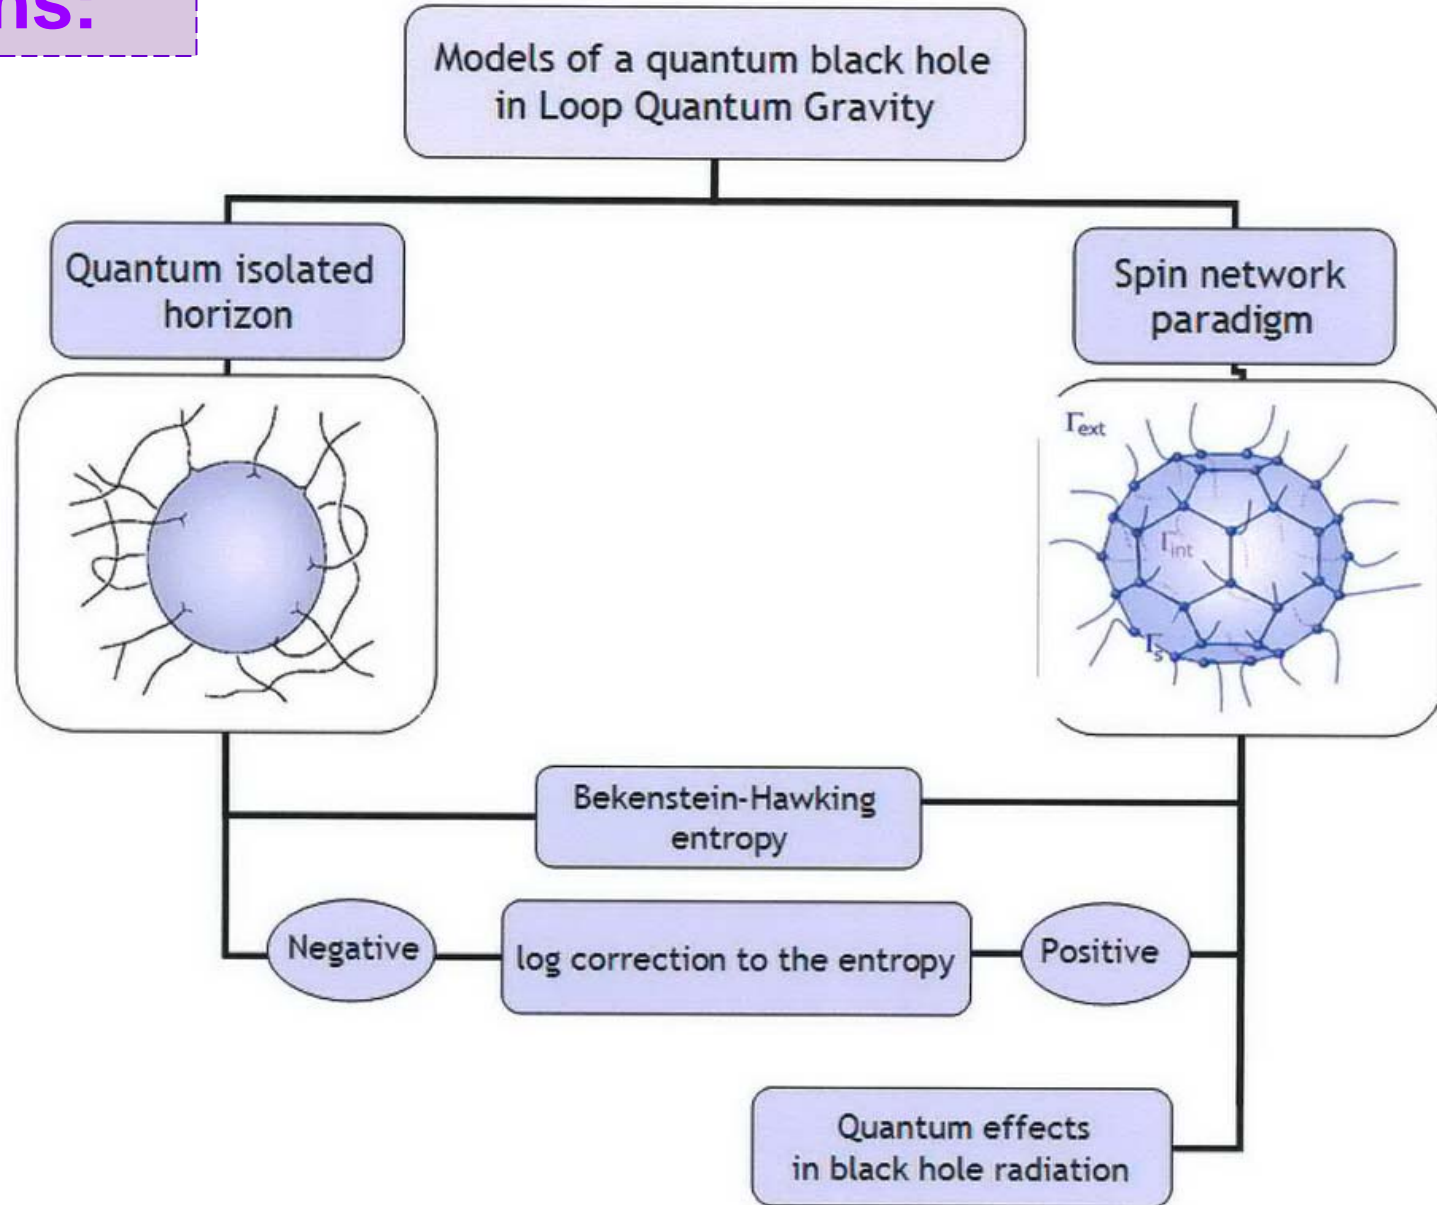 ns:
Models of a quantum black hole
in Loop Quantum Gravity
Quantum isolated
horizon
Spin network
paradigm
Γext
Γint
Γs
Bekenstein-Hawking
entropy
Negative
log correction to the entropy
Positive
Quantum effects
in black hole radiation